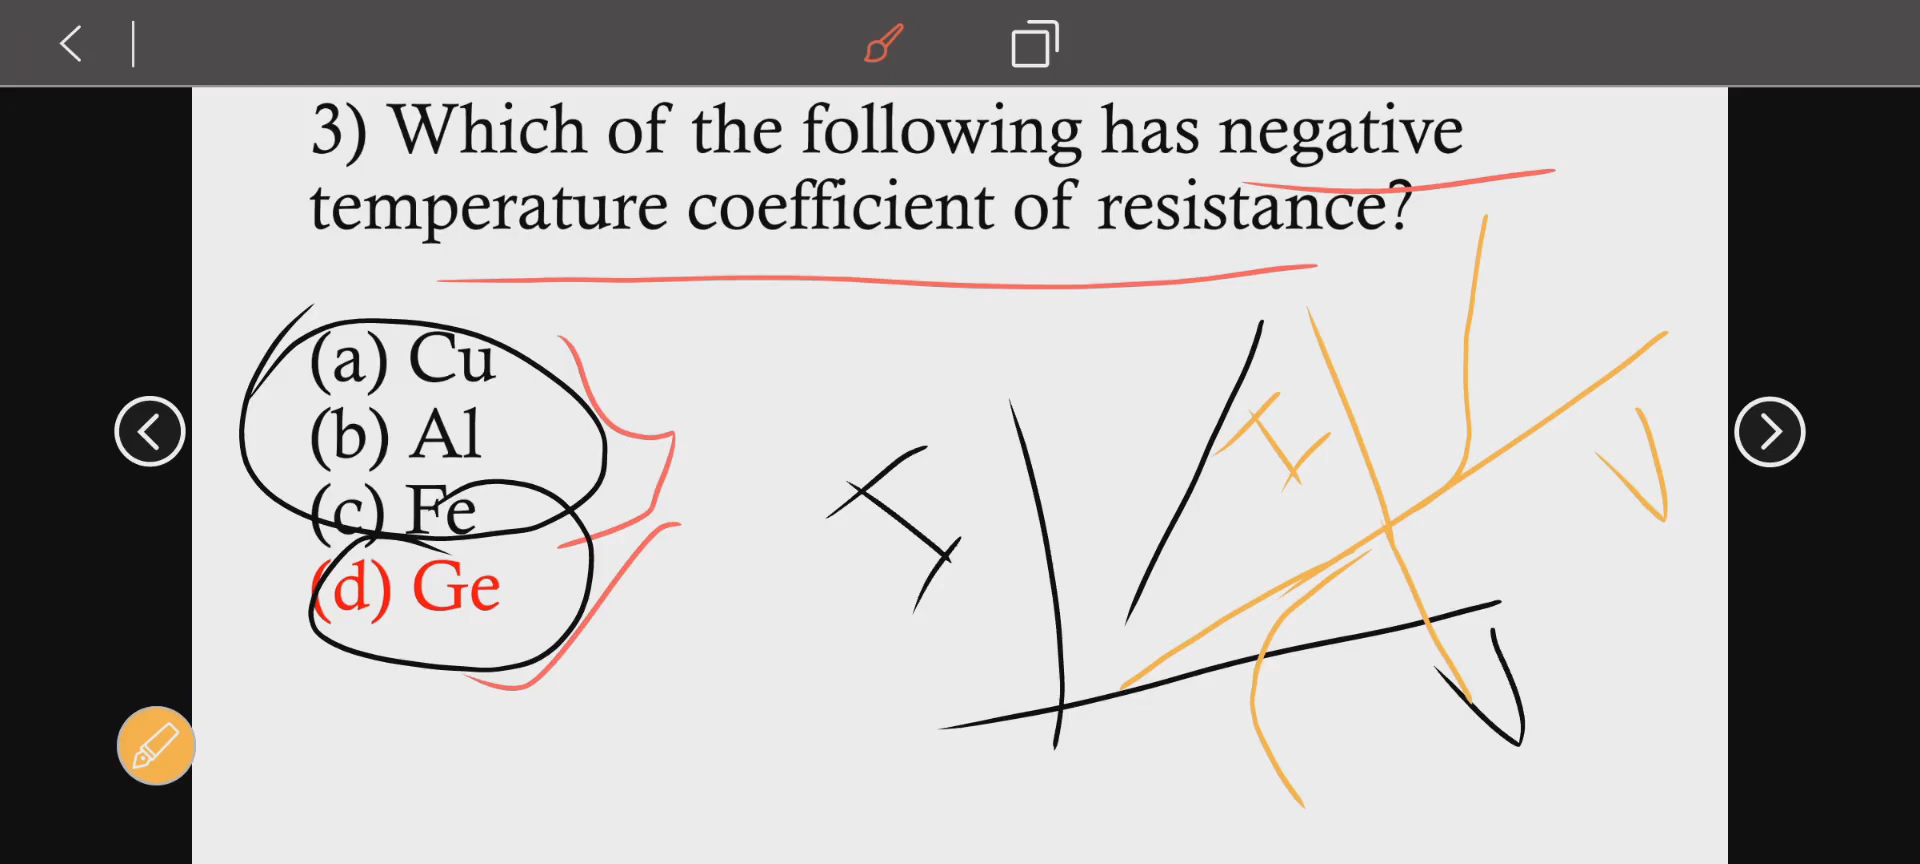 3) Which of the following has negative
temperature coefficient of resistance?
(a) Cu
(b) Al
(c) Fe
(d) Ge
I
I
V
V